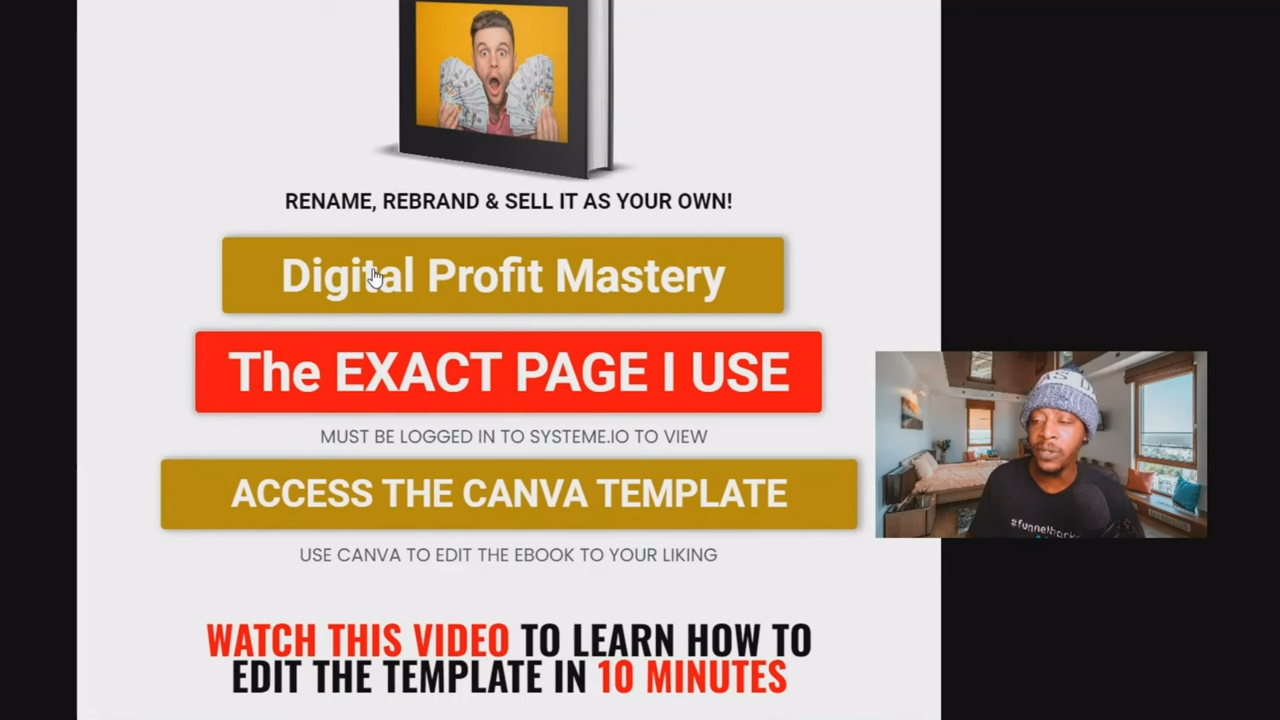 RENAME, REBRAND & SELL IT AS YOUR OWN!
Digital Profit Mastery
The EXACT PAGE I USE
MUST BE LOGGED IN TO SYSTEME.IO TO VIEW
ACCESS THE CANVA TEMPLATE
USE CANVA TO EDIT THE EBOOK TO YOUR LIKING
WATCH THIS VIDEO TO LEARN HOW TO
EDIT THE TEMPLATE IN 10 MINUTES